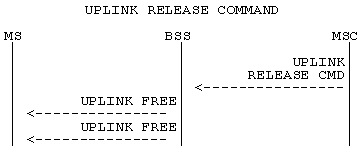 UPLINK RELEASE COMMAND
MS BSS MSC
UPLINK
RELEASE CMD
UPLINK FREE
UPLINK FREE